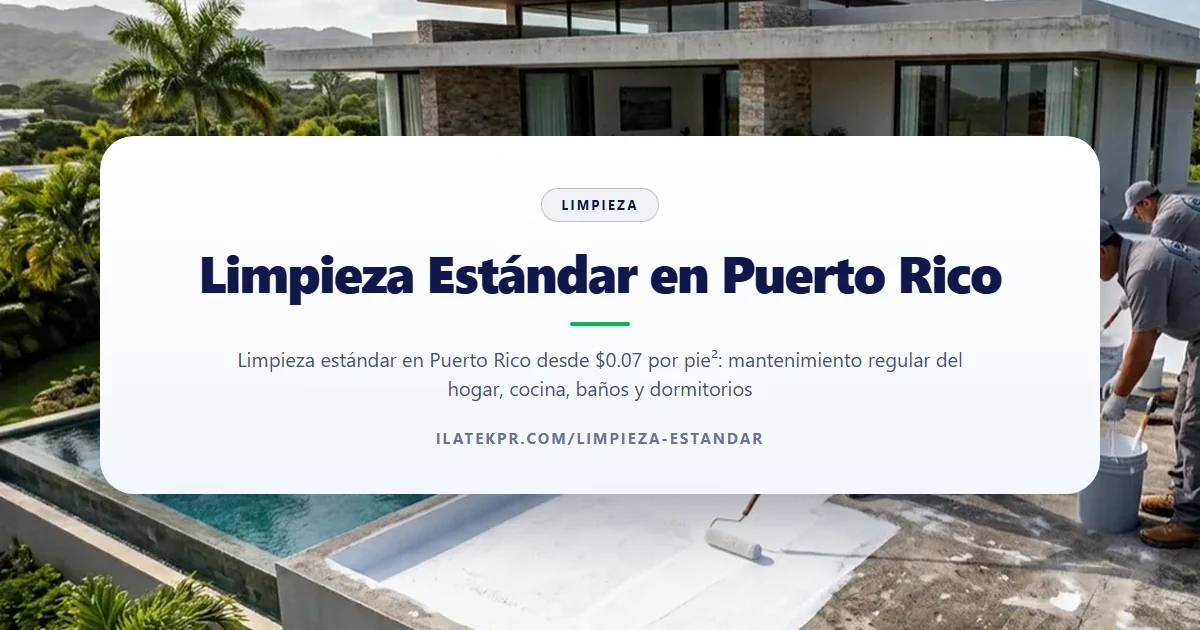 LIMPIEZA
Limpieza Estándar en Puerto Rico
Limpieza estándar en Puerto Rico desde $0.07 por pie²: mantenimiento regular del
hogar, cocina, baños y dormitorios
ILATEKPR.COM/LIMPIEZA-ESTANDAR